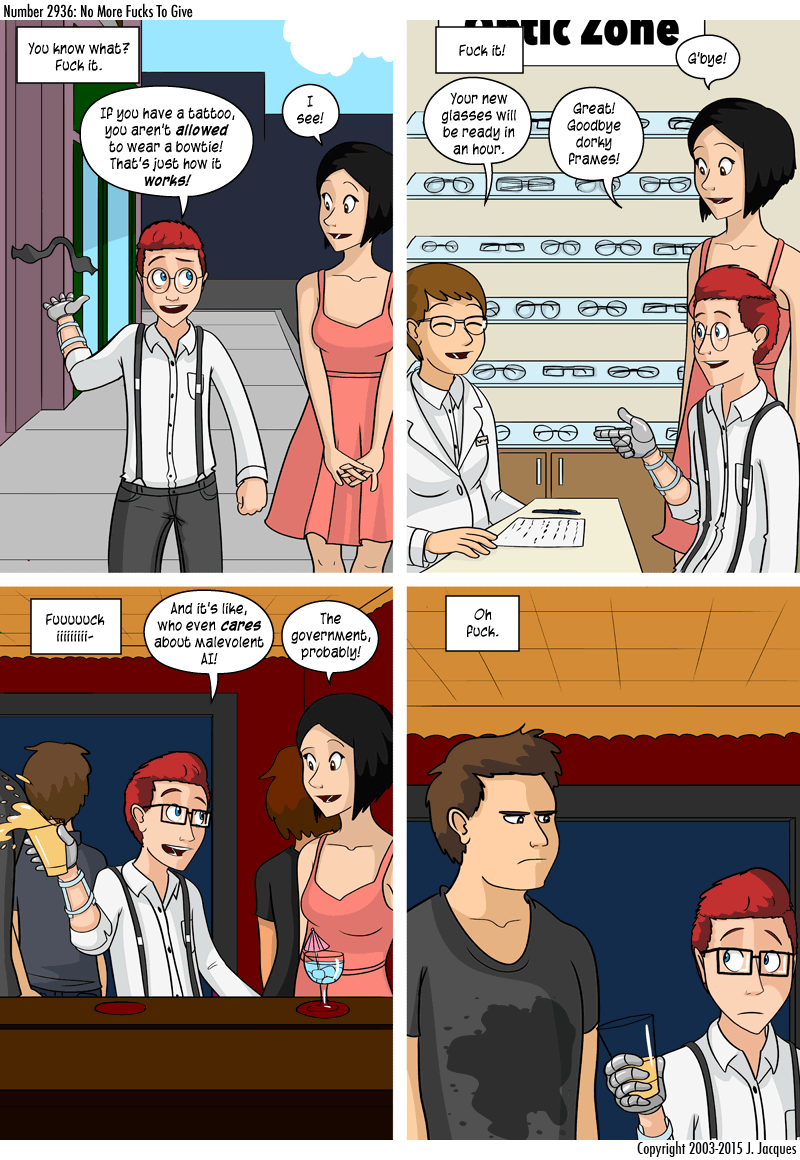 Number 2936: No More Fucks To Give
You know what?
Fuck it.
If you have a tattoo,
you aren't allowed
to wear a bowtie!
That's just how it
works!
I
see!
Optic Zone
Fuck it!
G'bye!
Your new
glasses will
be ready in
an hour.
Great!
Goodbye
dorky
frames!
Fuuuuuck
iiiiiiiii-
And it's like,
who even cares
about malevolent
AI!
The
government,
probably!
Oh
fuck.
Copyright 2003-2015 J. Jacques